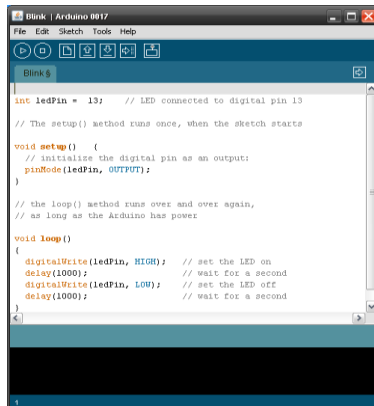 Blink | Arduino 0017
File Edit Sketch Tools Help
Blink §
int ledPin = 13; // LED connected to digital pin 13
// The setup() method runs once, when the sketch starts
void setup() {
// initialize the digital pin as an output:
pinMode(ledPin, OUTPUT);
}
// the loop() method runs over and over again,
// as long as the Arduino has power
void loop()
{
digitalWrite(ledPin, HIGH); // set the LED on
delay(1000); // wait for a second
digitalWrite(ledPin, LOW); // set the LED off
delay(1000); // wait for a second
}
1